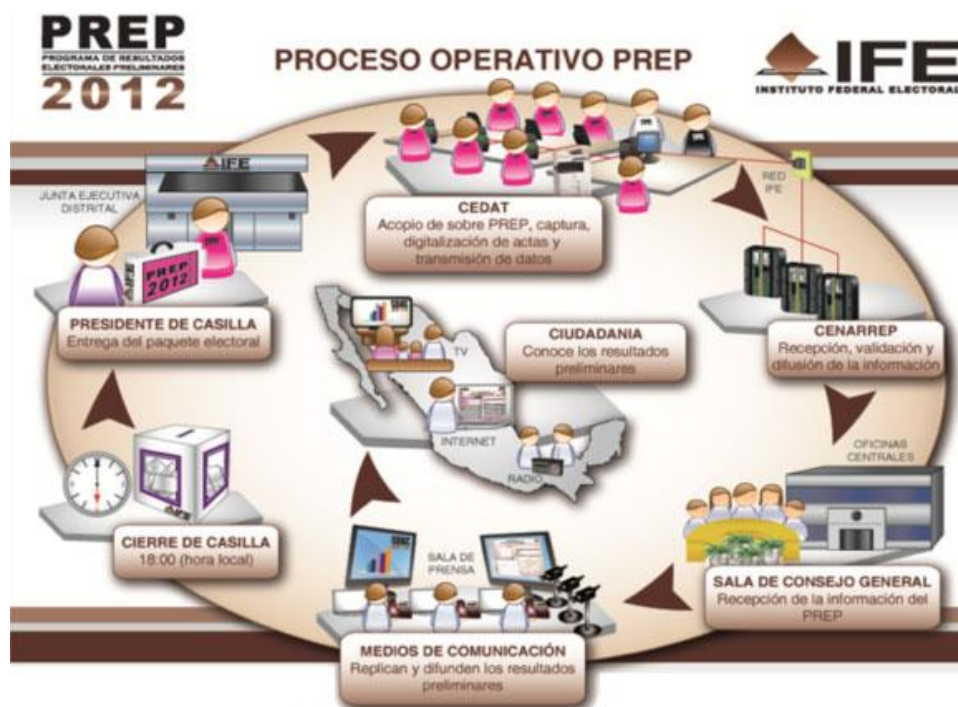 PREP
PROGRAMA DE RESULTADOS
ELECTORALES PRELIMINARES
2012
PROCESO OPERATIVO PREP
IFE
INSTITUTO FEDERAL ELECTORAL
IFE
JUNTA EJECUTIVA
DISTRITAL
IFE
PREP
2012
PRESIDENTE DE CASILLA
Entrega del paquete electoral
CEDAT
Acopio de sobre PREP, captura,
digitalización de actas y
transmisión de datos
RED
IFE
CENARREP
Recepción, validación y
difusión de la información
CIUDADANIA
Conoce los resultados
preliminares
TV
INTERNET
RADIO
OFICINAS
CENTRALES
IFE
CIERRE DE CASILLA
18:00 (hora local)
SALA DE
PRENSA
SALA DE CONSEJO GENERAL
Recepción de la información del
PREP
MEDIOS DE COMUNICACIÓN
Replican y difunden los resultados
preliminares